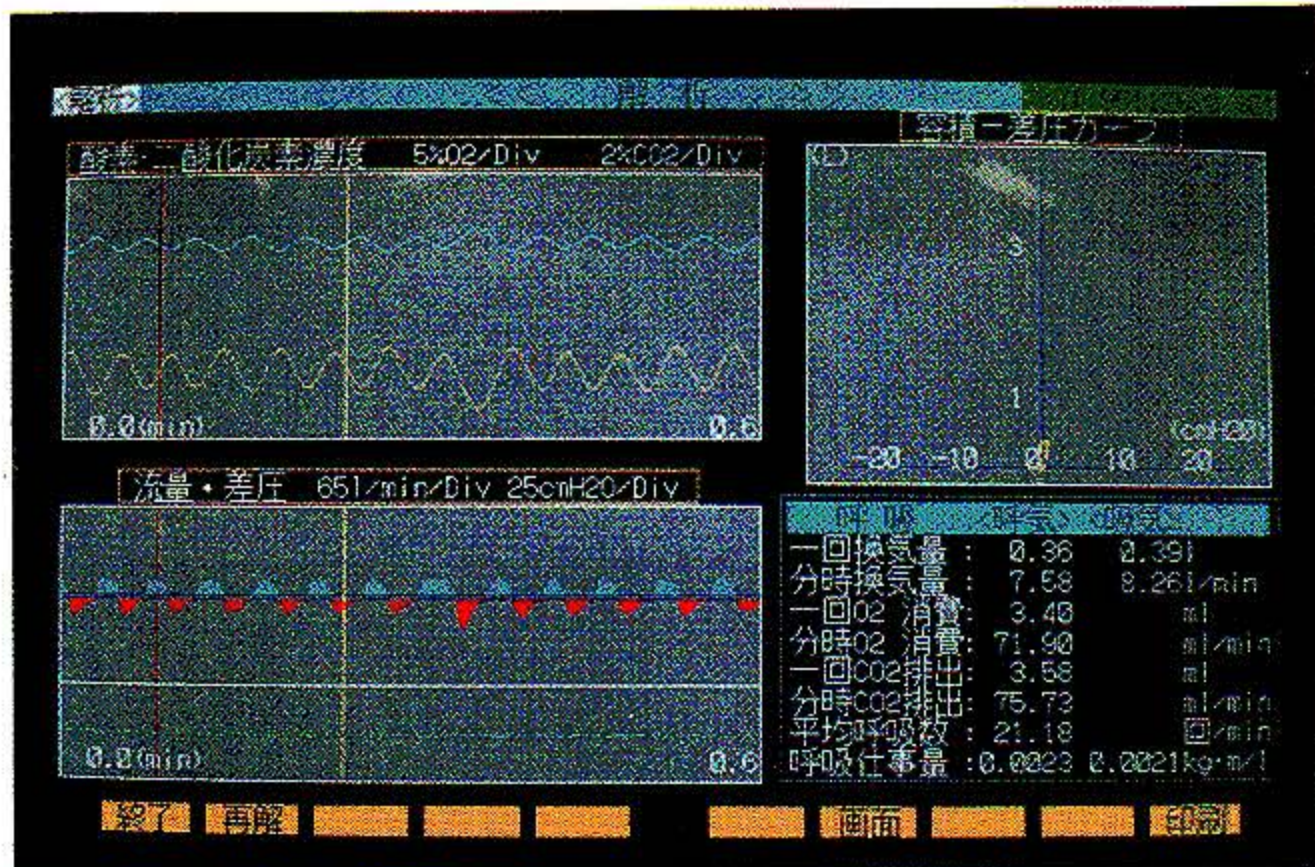 解 析
酸素・二酸化炭素濃度 5%O2/Div 2%CO2/Div
0.0(min) 0.6
容積ー差圧カーブ
(L)
3
1
(cmH2O)
-20 -10 0 10 20
流量・差圧 65l/min/Div 25cmH2O/Div
0.0(min) 0.6
呼 吸 <呼気> <吸気>
一回換気量 : 0.36 0.39l
分時換気量 : 7.58 8.26l/min
一回O2 消費: 3.40 ml
分時O2 消費: 71.90 ml/min
一回CO2排出: 3.58 ml
分時CO2排出: 75.73 ml/min
平均呼吸数 : 21.18 回/min
呼吸仕事量 :0.0023 0.0021kg·m/l
終了 再解 画面 印刷